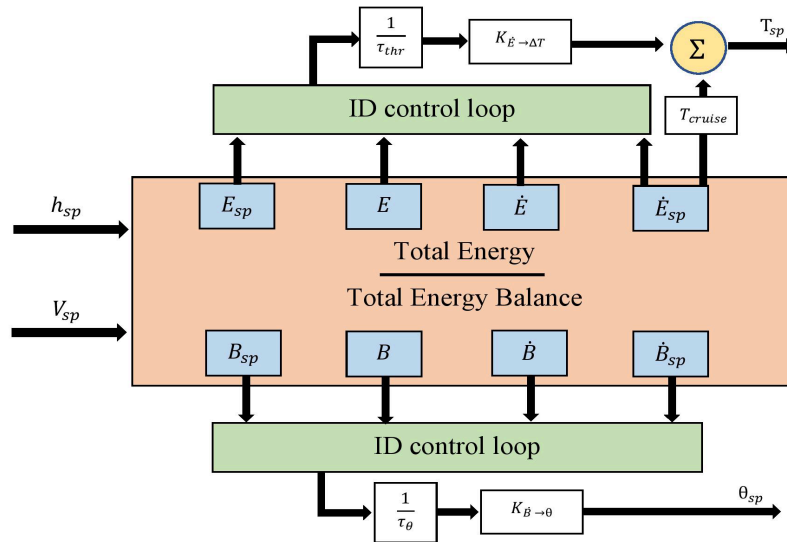 1
τ_thr
K_Ė→ΔT
Σ
T_sp
ID control loop
T_cruise
E_sp
E
Ė
Ė_sp
h_sp
Total Energy
Total Energy Balance
V_sp
B_sp
B
Ḃ
Ḃ_sp
ID control loop
1
τ_θ
K_Ḃ→θ
θ_sp